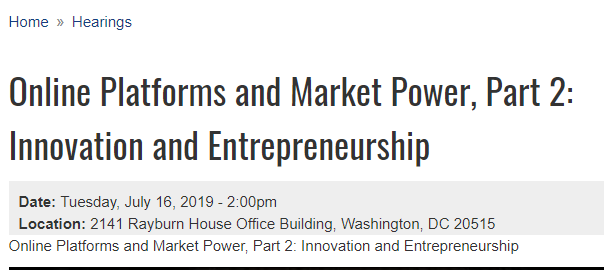 Home » Hearings
Online Platforms and Market Power, Part 2:
Innovation and Entrepreneurship
Date: Tuesday, July 16, 2019 - 2:00pm
Location: 2141 Rayburn House Office Building, Washington, DC 20515
Online Platforms and Market Power, Part 2: Innovation and Entrepreneurship